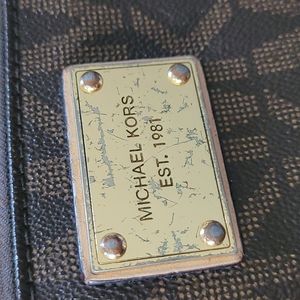 MICHAEL KORS
EST. 1981